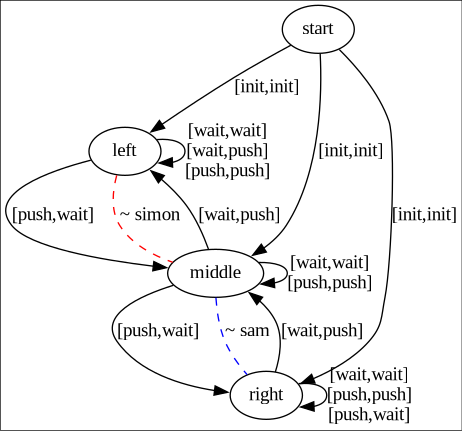 start
[init,init]
[wait,wait]
left
[wait,push]
[push,push]
[init,init]
[push,wait]
~ simon
[wait,push]
[init,init]
[wait,wait]
middle
[push,push]
[push,wait]
~ sam
[wait,push]
[wait,wait]
right
[push,push]
[push,wait]